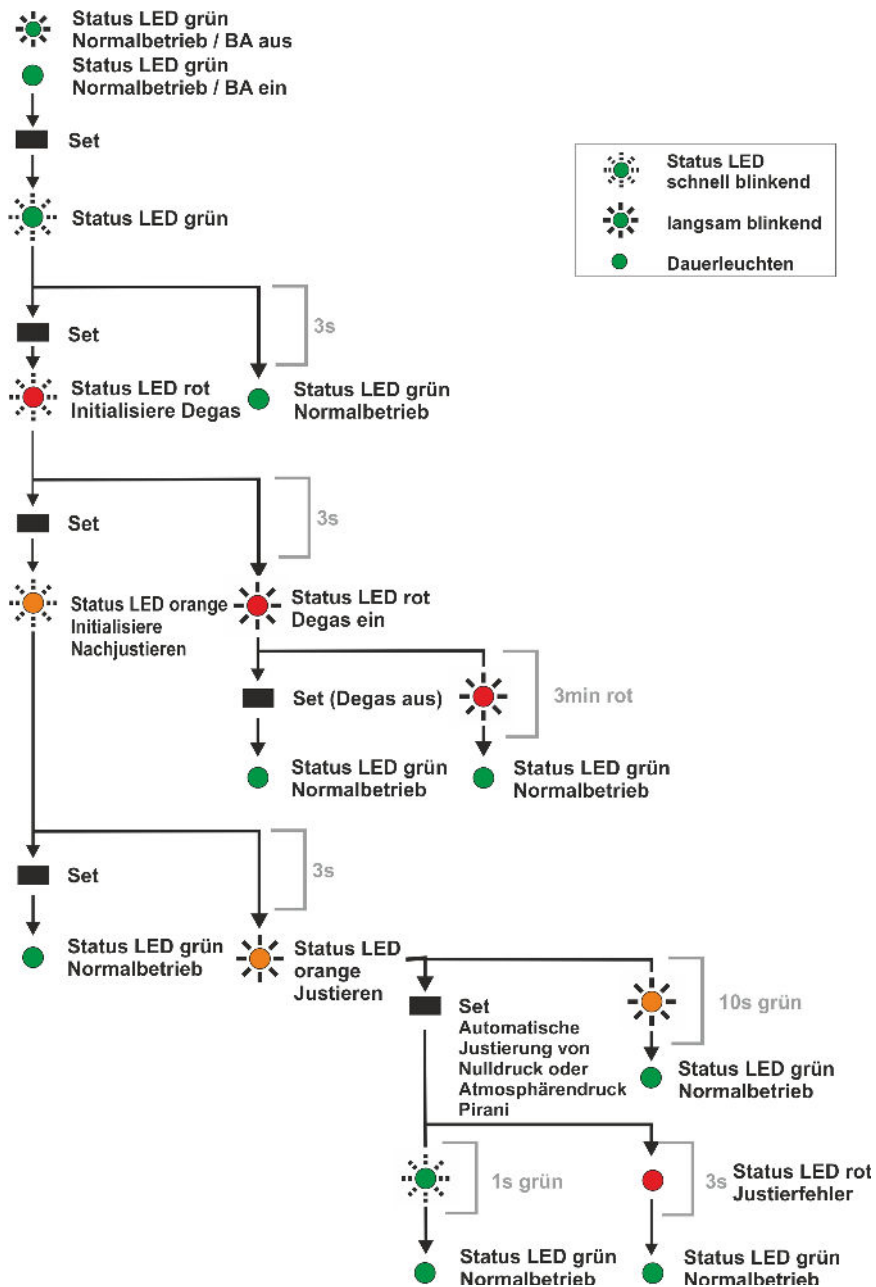 Status LED grün
Normalbetrieb / BA aus
Status LED grün
Normalbetrieb / BA ein
Set
Status LED
schnell blinkend
langsam blinkend
Dauerleuchten
Status LED grün
Set
3s
Status LED rot
Initialisiere Degas
Status LED grün
Normalbetrieb
Set
3s
Status LED orange
Initialisiere
Nachjustieren
Status LED rot
Degas ein
Set (Degas aus)
3min rot
Status LED grün
Normalbetrieb
Status LED grün
Normalbetrieb
Set
3s
Status LED grün
Normalbetrieb
Status LED
orange
Justieren
Set
Automatische
Justierung von
Nulldruck oder
Atmosphärendruck
Pirani
10s grün
Status LED grün
Normalbetrieb
1s grün
3s
Status LED rot
Justierfehler
Status LED grün
Normalbetrieb
Status LED grün
Normalbetrieb